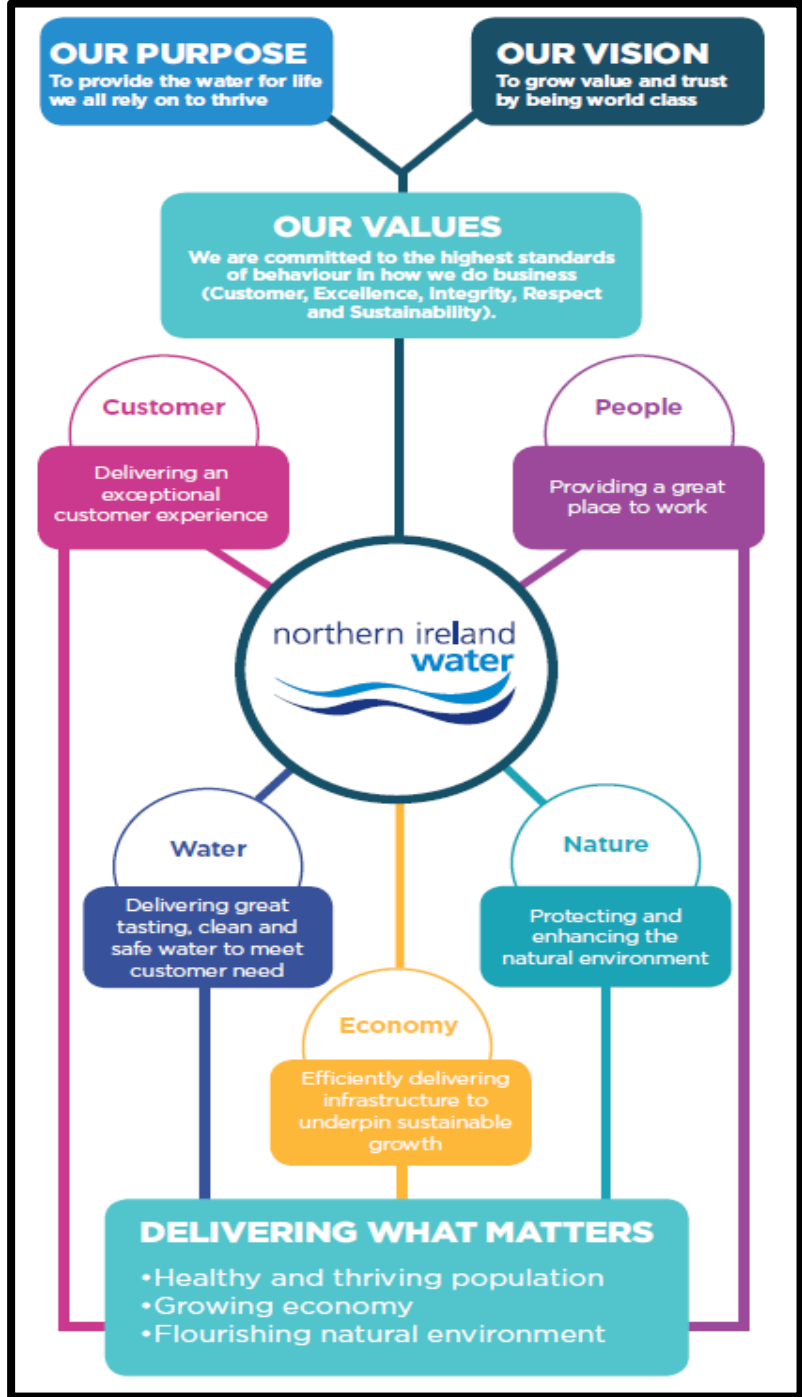 OUR PURPOSE
To provide the water for life
we all rely on to thrive
OUR VISION
To grow value and trust
by being world class
OUR VALUES
We are committed to the highest standards
of behaviour in how we do business
(Customer, Excellence, Integrity, Respect
and Sustainability).
Customer
Delivering an
exceptional
customer experience
People
Providing a great
place to work
northern ireland
water
Water
Delivering great
tasting, clean and
safe water to meet
customer need
Nature
Protecting and
enhancing the
natural environment
Economy
Efficiently delivering
infrastructure to
underpin sustainable
growth
DELIVERING WHAT MATTERS
•Healthy and thriving population
•Growing economy
•Flourishing natural environment